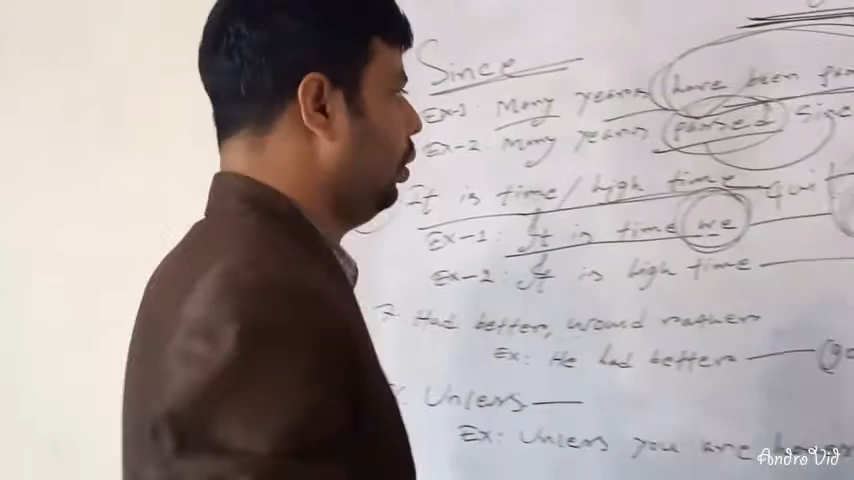 Since
Ex-1: Many years have been
Ex-2 Many years passed Since
It is time/high time
Ex-1: It is time we
Ex-2: It is high time
7. Had better, would rather
Ex: He had better
Unless
Ex: Unless you are
AndroVid